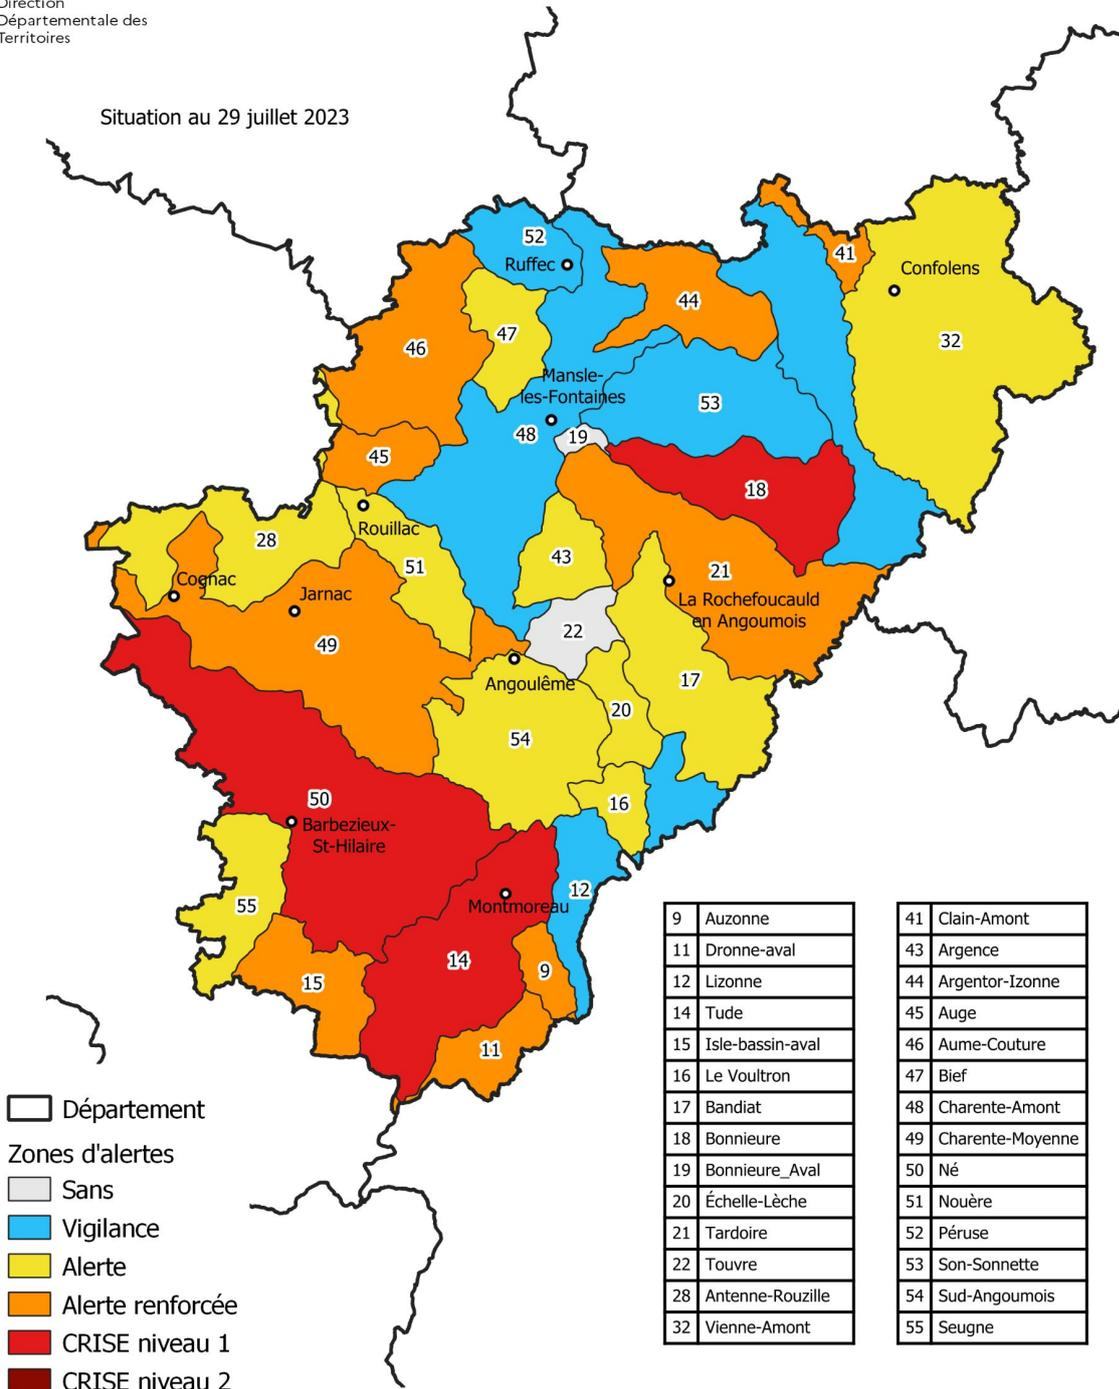 Direction
Départementale des
Territoires
Situation au 29 juillet 2023
52
Ruffec
41
Confolens
44
47
46
32
Mansle-
les-Fontaines
53
48
19
45
18
Rouillac
28
43
51
21
Cognac
Jarnac
La Rochefoucauld
en Angoumois
22
49
17
Angoulême
20
54
50
16
Barbezieux-
St-Hilaire
12
55
Montmoreau
14
9
15
11
9 Auzonne
11 Dronne-aval
12 Lizonne
14 Tude
15 Isle-bassin-aval
16 Le Voultron
17 Bandiat
18 Bonnieure
19 Bonnieure_Aval
20 Échelle-Lèche
21 Tardoire
22 Touvre
28 Antenne-Rouzille
32 Vienne-Amont
41 Clain-Amont
43 Argence
44 Argentor-Izonne
45 Auge
46 Aume-Couture
47 Bief
48 Charente-Amont
49 Charente-Moyenne
50 Né
51 Nouère
52 Péruse
53 Son-Sonnette
54 Sud-Angoumois
55 Seugne
Département
Zones d'alertes
Sans
Vigilance
Alerte
Alerte renforcée
CRISE niveau 1
CRISE niveau 2